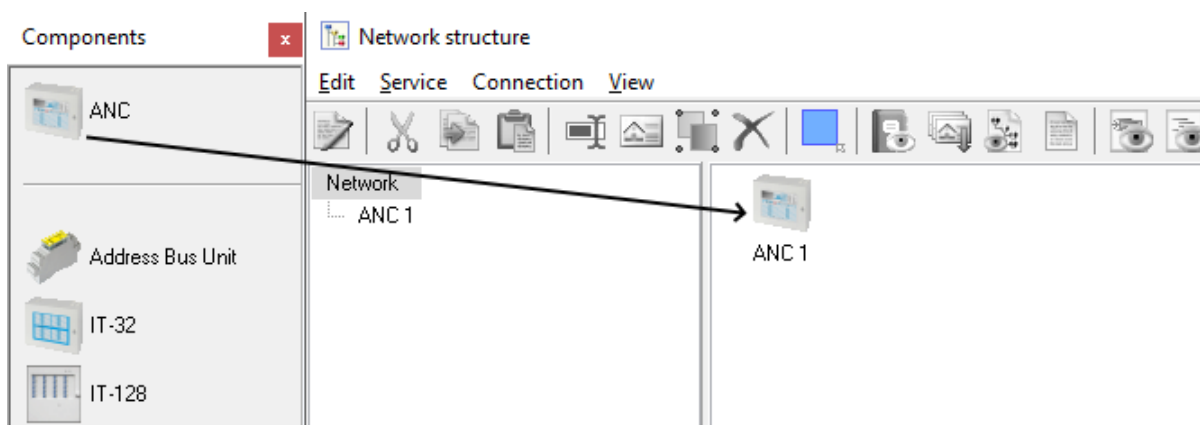 Components
x
ANC
Address Bus Unit
IT-32
IT-128
Network structure
Edit Service Connection View
Network
ANC 1
ANC 1